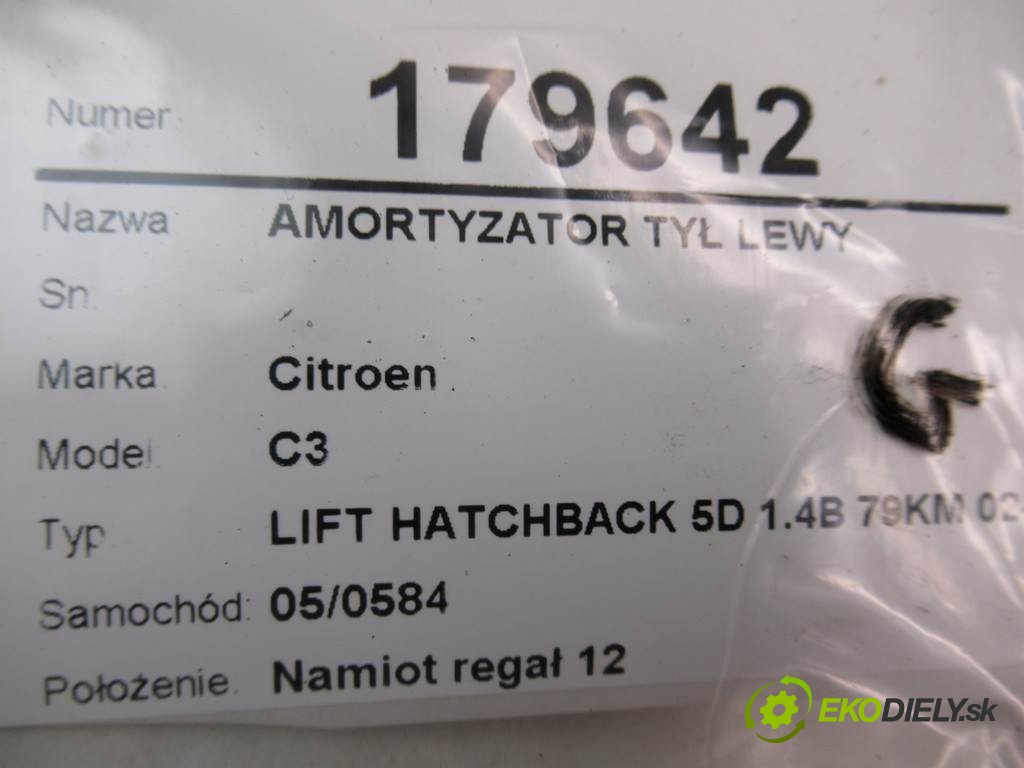 Numer 179642
Nazwa AMORTYZATOR TYŁ LEWY
Sn
Marka Citroen
Model C3
Typ LIFT HATCHBACK 5D 1.4B 79KM 02-
Samochód: 05/0584
Położenie. Namiot regał 12
G
EKODIELY.sk